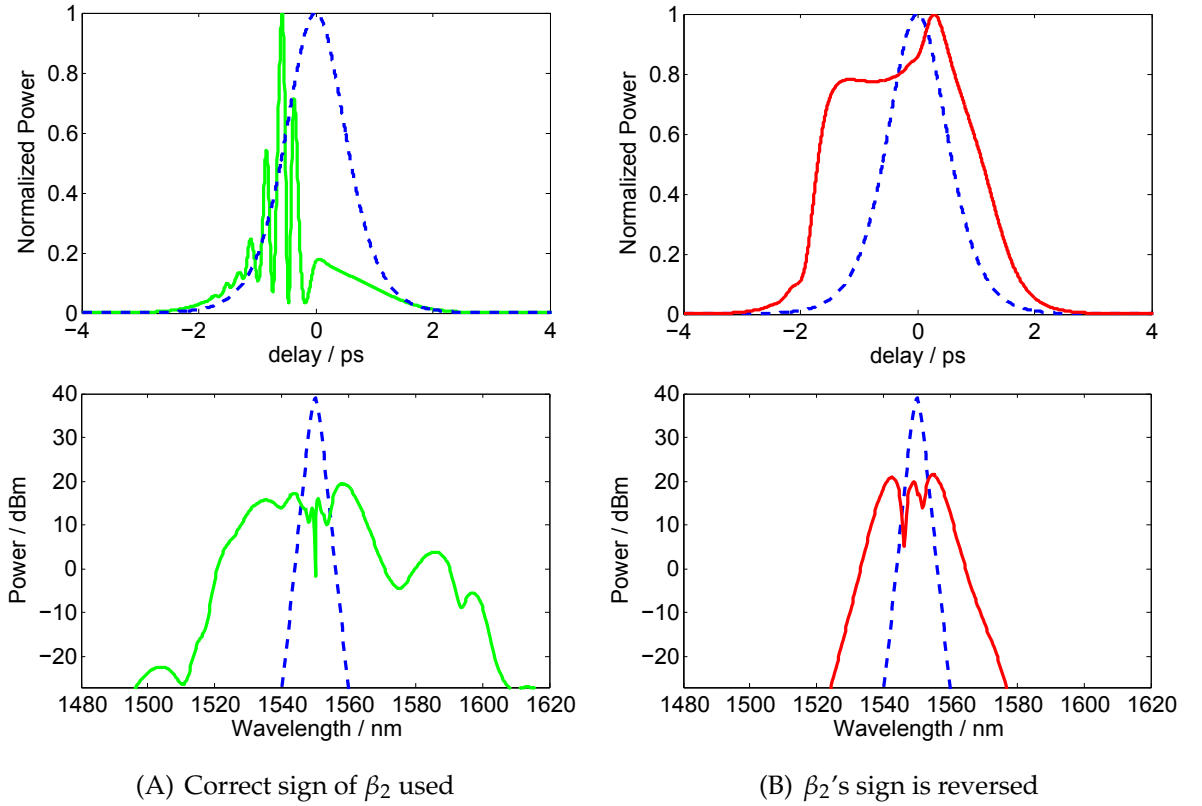 Normalized Power
1
0.8
0.6
0.4
0.2
0
−4 −2 0 2 4
delay / ps
Normalized Power
1
0.8
0.6
0.4
0.2
0
−4 −2 0 2 4
delay / ps
Power / dBm
40
30
20
10
0
−10
−20
1480 1500 1520 1540 1560 1580 1600 1620
Wavelength / nm
Power / dBm
40
30
20
10
0
−10
−20
1480 1500 1520 1540 1560 1580 1600 1620
Wavelength / nm
(A) Correct sign of β₂ used
(B) β₂'s sign is reversed